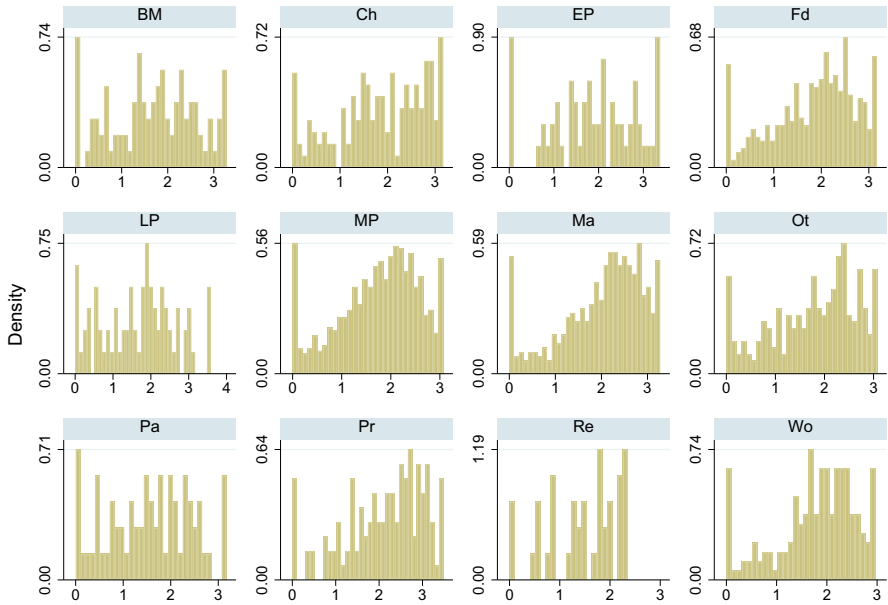 BM Ch EP Fd
0.74 0.72 0.90 0.68
0.00 0.00 0.00 0.00
0 1 2 3 0 1 2 3 0 1 2 3 0 1 2 3
LP MP Ma Ot
0.75 0.56 0.59 0.72
Density
0.00 0.00 0.00 0.00
0 1 2 3 4 0 1 2 3 0 1 2 3 0 1 2 3
Pa Pr Re Wo
0.71 0.64 1.19 0.74
0.00 0.00 0.00 0.00
0 1 2 3 0 1 2 3 0 1 2 3 0 1 2 3